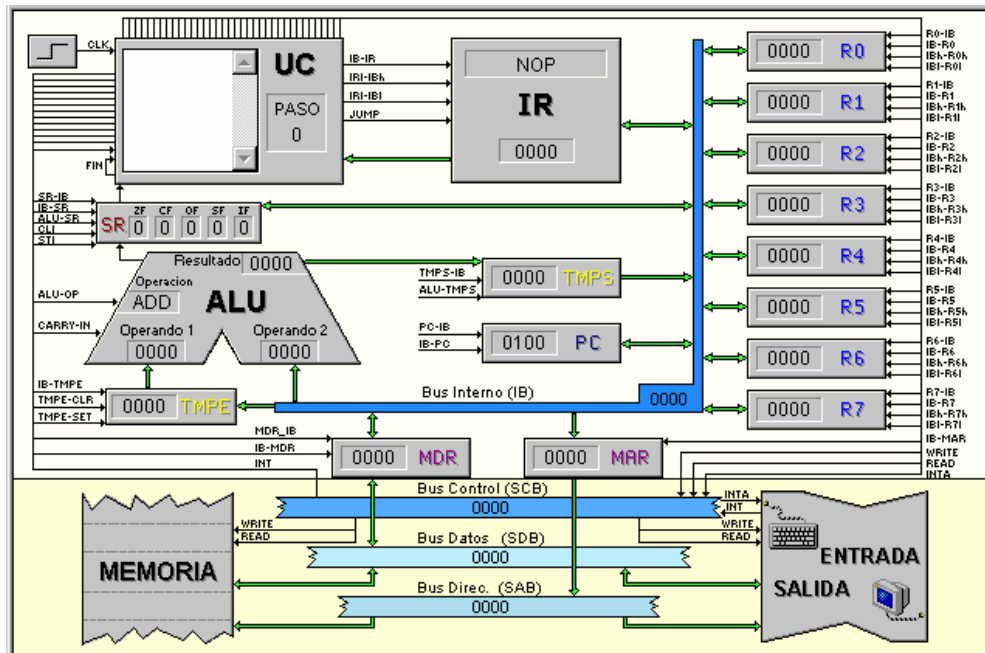 CLK
UC
PASO
0
FIN
IB-IR
IRl-IBh
IRl-IBl
JUMP
NOP
IR
0000
SR-IB
IB-SR
ALU-SR
CLI
STI
SR
ZF CF OF SF IF
0 0 0 0 0
Resultado 0000
Operacion
ADD
ALU
Operando 1
0000
Operando 2
0000
ALU-OP
CARRY-IN
IB-TMPE
TMPE-CLR
TMPE-SET
0000 TMPE
TMPS-IB
ALU-TMPS
0000 TMPS
PC-IB
IB-PC
0100 PC
Bus Interno (IB)
0000
0000 R0
R0-IB
IB-R0
IBh-R0h
IBl-R0l
0000 R1
R1-IB
IB-R1
IBh-R1h
IBl-R1l
0000 R2
R2-IB
IB-R2
IBh-R2h
IBl-R2l
0000 R3
R3-IB
IB-R3
IBh-R3h
IBl-R3l
0000 R4
R4-IB
IB-R4
IBh-R4h
IBl-R4l
0000 R5
R5-IB
IB-R5
IBh-R5h
IBl-R5l
0000 R6
R6-IB
IB-R6
IBh-R6h
IBl-R6l
0000 R7
R7-IB
IB-R7
IBh-R7h
IBl-R7l
IB-MAR
WRITE
READ
INTA
MDR_IB
IB-MDR
INT
0000 MDR
0000 MAR
Bus Control (SCB)
0000
WRITE
READ
INTA
INT
WRITE
READ
Bus Datos (SDB)
0000
Bus Direc. (SAB)
0000
MEMORIA
ENTRADA
SALIDA